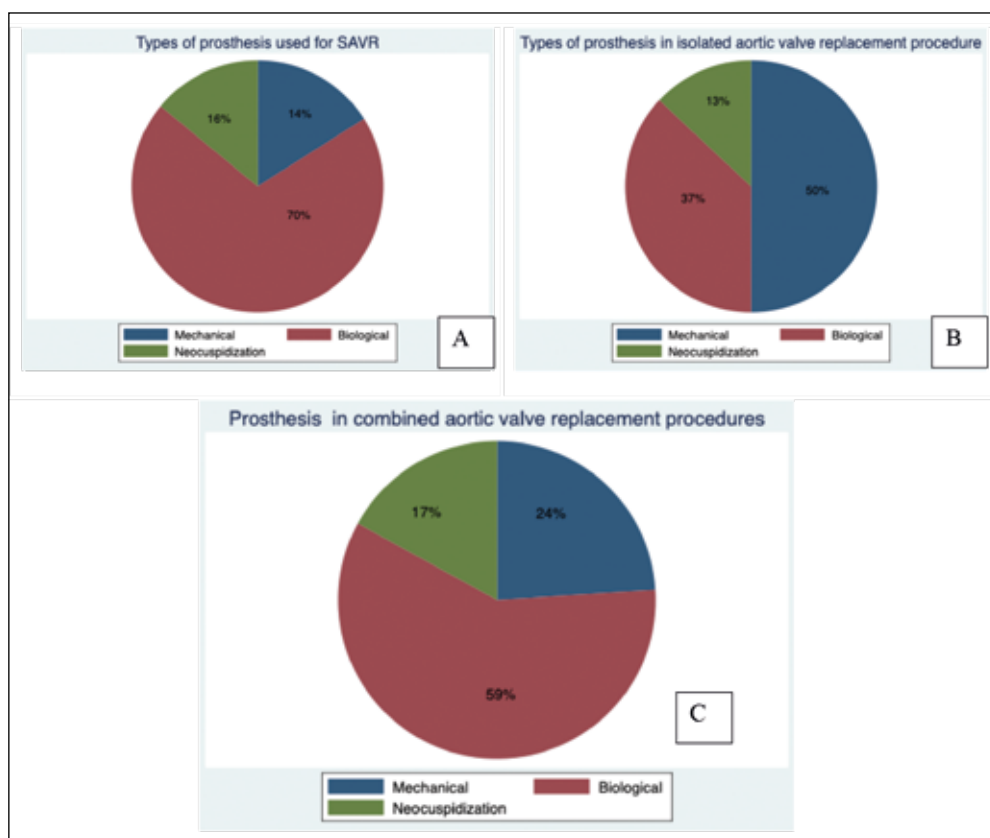 Types of prosthesis used for SAVR
16%
14%
70%
Mechanical Biological
Neocuspidization
A
Types of prosthesis in isolated aortic valve replacement procedure
13%
37%
50%
Mechanical Biological
Neocuspidization
B
Prosthesis in combined aortic valve replacement procedures
17%
24%
59%
C
Mechanical Biological
Neocuspidization